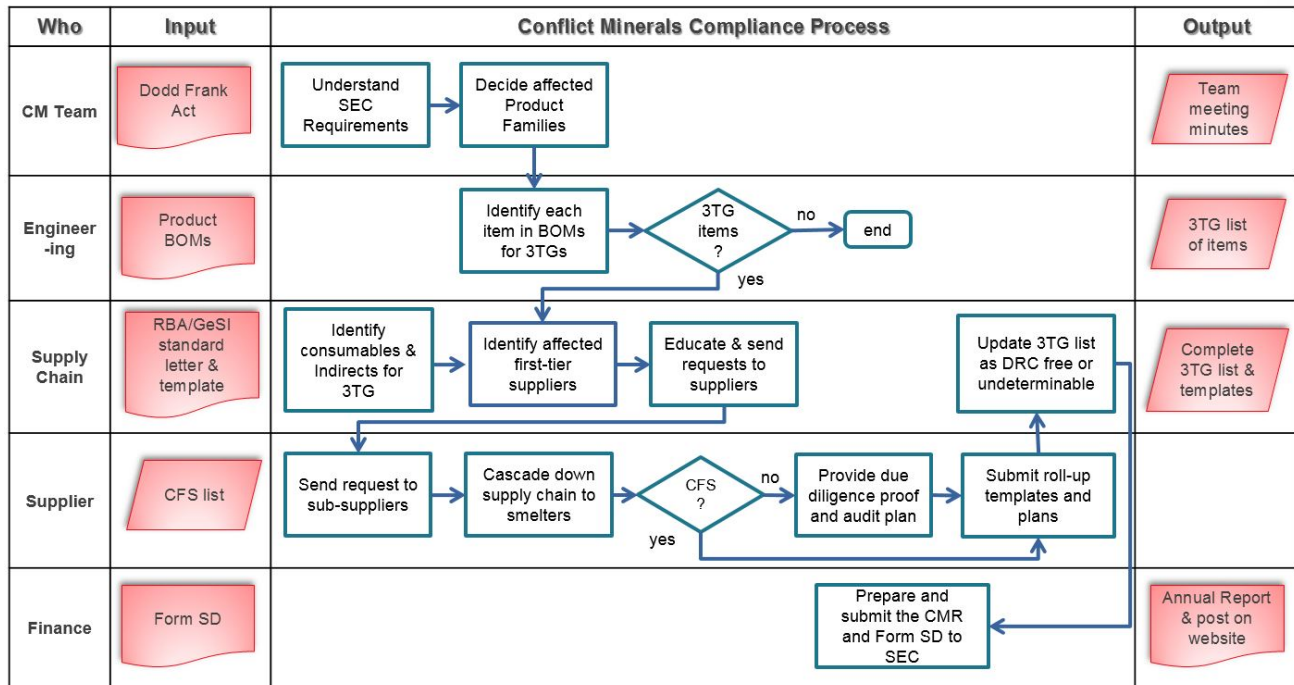 Who
Input
Conflict Minerals Compliance Process
Output
CM Team
Dodd Frank
Act
Understand
SEC
Requirements
Decide affected
Product
Families
Team
meeting
minutes
Engineer
-ing
Product
BOMs
Identify each
item in BOMs
for 3TGs
3TG
items
?
no
end
yes
3TG list
of items
Supply
Chain
RBA/GeSI
standard
letter &
template
Identify
consumables &
Indirects for
3TG
Identify affected
first-tier
suppliers
Educate & send
requests to
suppliers
Update 3TG list
as DRC free or
undeterminable
Complete
3TG list &
templates
Supplier
CFS list
Send request to
sub-suppliers
Cascade down
supply chain to
smelters
CFS
?
no
yes
Provide due
diligence proof
and audit plan
Submit roll-up
templates and
plans
Finance
Form SD
Prepare and
submit the CMR
and Form SD to
SEC
Annual Report
& post on
website